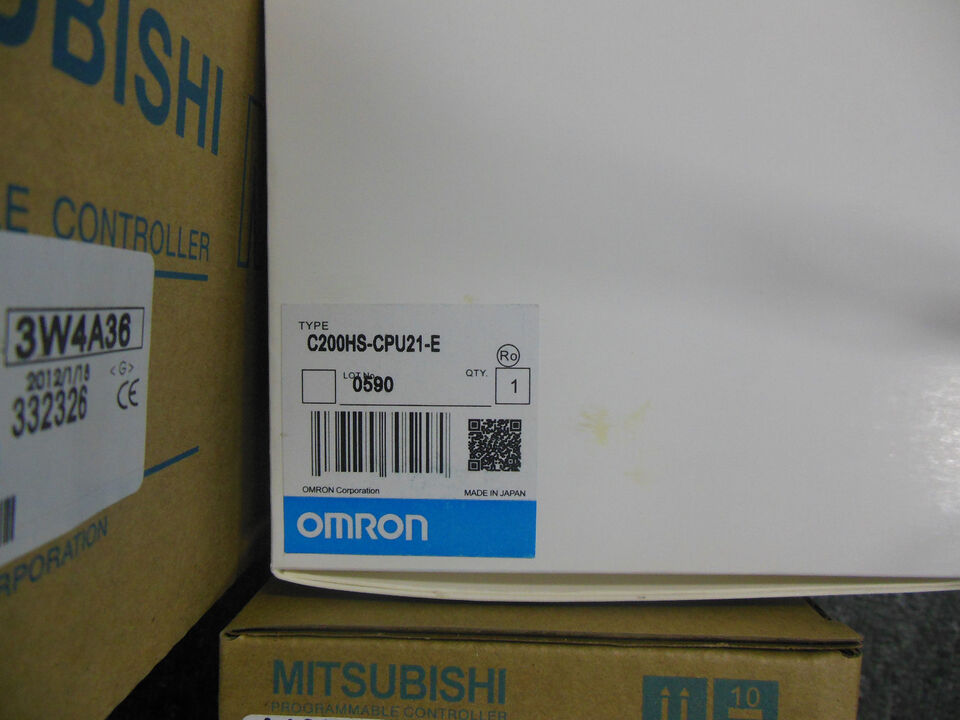 UBISHI
E CONTROLLER
3W4A36
2012/1/18
<G>
CE
332326
RPORATION
TYPE
C200HS-CPU21-E
Ro
LOT No.
0590
QTY.
1
OMRON Corporation
MADE IN JAPAN
OMRON
MITSUBISHI
PROGRAMMABLE CONTROLLER
10